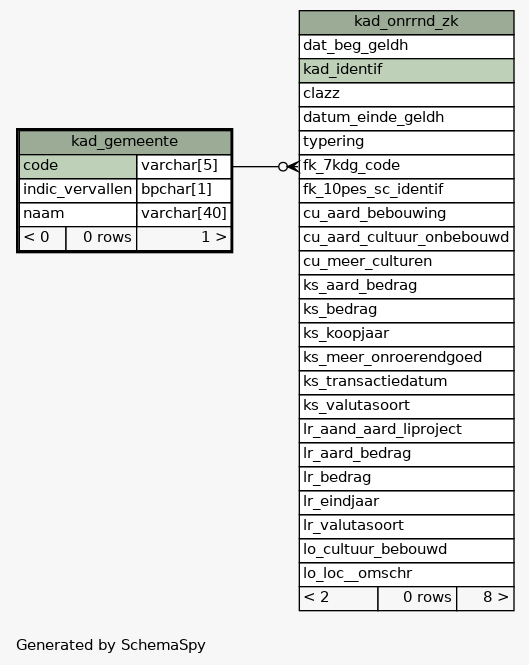 kad_gemeente
code varchar[5]
indic_vervallen bpchar[1]
naam varchar[40]
< 0 0 rows 1 >
kad_onrrnd_zk
dat_beg_geldh
kad_identif
clazz
datum_einde_geldh
typering
fk_7kdg_code
fk_10pes_sc_identif
cu_aard_bebouwing
cu_aard_cultuur_onbebouwd
cu_meer_culturen
ks_aard_bedrag
ks_bedrag
ks_koopjaar
ks_meer_onroerendgoed
ks_transactiedatum
ks_valutasoort
lr_aand_aard_liproject
lr_aard_bedrag
lr_bedrag
lr_eindjaar
lr_valutasoort
lo_cultuur_bebouwd
lo_loc__omschr
< 2 0 rows 8 >
Generated by SchemaSpy